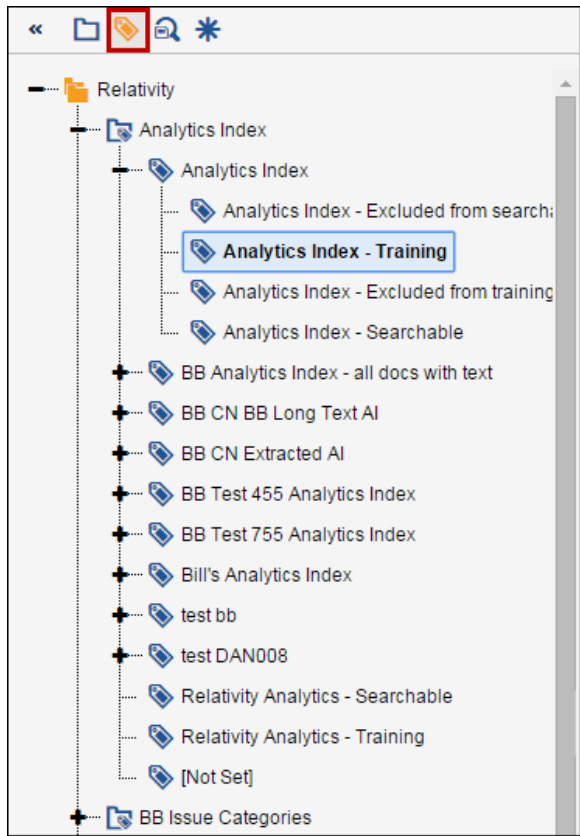 «
Relativity
Analytics Index
Analytics Index
Analytics Index - Excluded from search
Analytics Index - Training
Analytics Index - Excluded from training
Analytics Index - Searchable
BB Analytics Index - all docs with text
BB CN BB Long Text AI
BB CN Extracted AI
BB Test 455 Analytics Index
BB Test 755 Analytics Index
Bill's Analytics Index
test bb
test DAN008
Relativity Analytics - Searchable
Relativity Analytics - Training
[Not Set]
BB Issue Categories